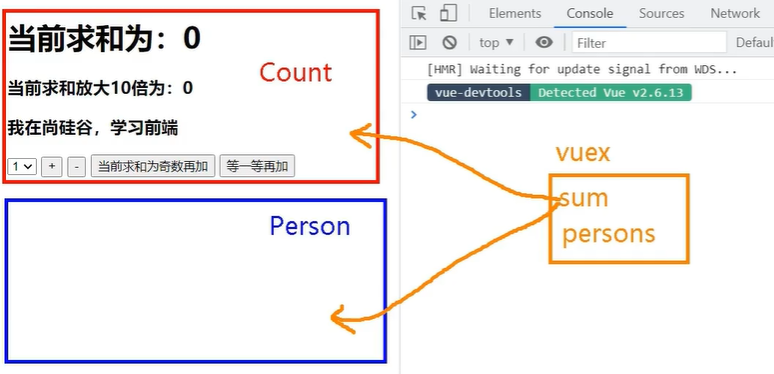 当前求和为：0
Count
当前求和放大10倍为：0
我在尚硅谷，学习前端
1 + - 当前求和为奇数再加 等一等再加
Person
Elements Console Sources Network
top Filter Defau
[HMR] Waiting for update signal from WDS...
vue-devtools Detected Vue v2.6.13
>
vuex
sum
persons